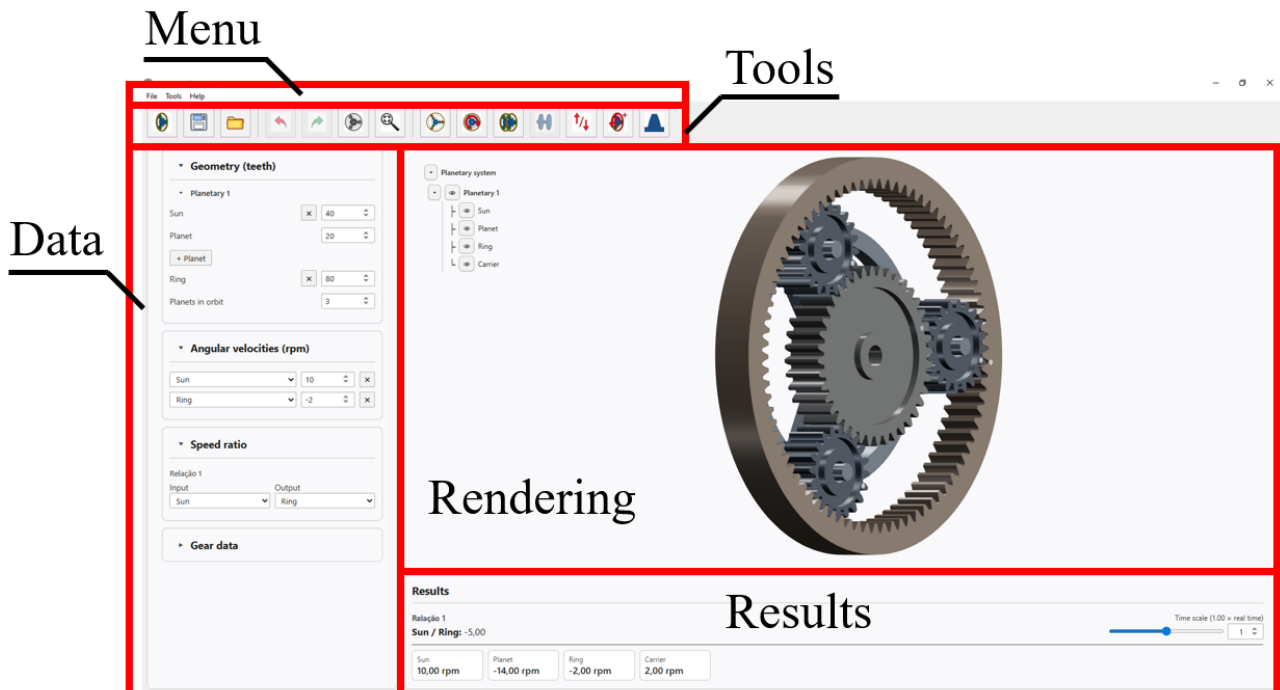 Menu
Tools
File Tools Help
Data
Geometry (teeth)
Planetary 1
Sun × 40
Planet 20
+ Planet
Ring × 80
Planets in orbit 3
Angular velocities (rpm)
Sun 10 ×
Ring -2 ×
Speed ratio
Relação 1
Input Output
Sun Ring
Gear data
Planetary system
Planetary 1
Sun
Planet
Ring
Carrier
Rendering
Results
Results
Relação 1
Sun / Ring: -5,00
Time scale (1.00 = real time)
1
Sun Planet Ring Carrier
10,00 rpm -14,00 rpm -2,00 rpm 2,00 rpm